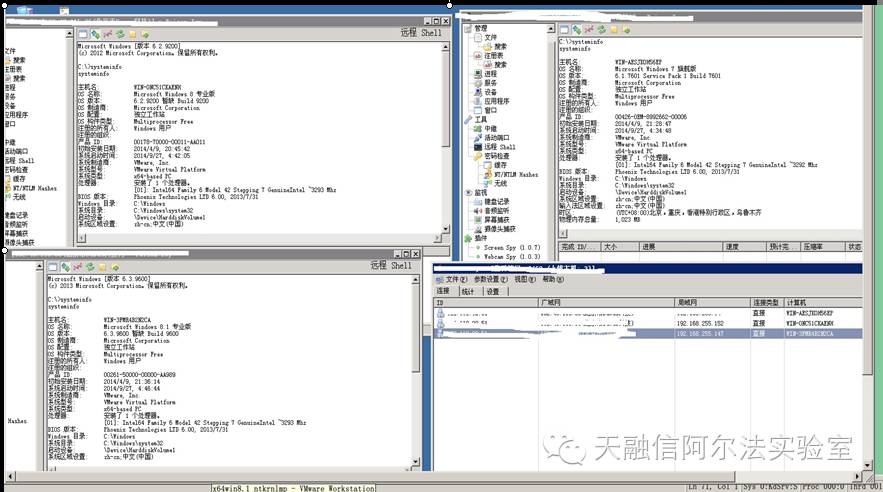 远程 Shell
文件
搜索
注册表
搜索
进程
服务
设备
应用程序
窗口
中继
活动端口
远程 Shell
密码检查
缓存
NT/NTLM Hashes
无线
键盘记录
音频监听
屏幕捕获
摄像头捕获
Microsoft Windows [版本 6.2.9200]
(c) 2012 Microsoft Corporation。保留所有权利。
C:\>systeminfo
systeminfo
主机名:
OS 名称: Microsoft Windows 8 专业版
OS 版本: 6.2.9200 暂缺 Build 9200
OS 制造商: Microsoft Corporation
OS 配置: 独立工作站
OS 构件类型: Multiprocessor Free
注册的所有人: Windows 用户
注册的组织:
产品 ID: 00178-70000-00011-AA011
初始安装日期: 2014/4/9, 20:45:42
系统启动时间: 2014/9/27, 4:42:05
系统制造商: VMware, Inc.
系统型号: VMware Virtual Platform
系统类型: x64-based PC
处理器: 安装了 1 个处理器。
[01]: Intel64 Family 6 Model 42 Stepping 7 GenuineIntel ~3293 Mhz
BIOS 版本: Phoenix Technologies LTD 6.00, 2013/7/31
Windows 目录: C:\Windows
系统目录: C:\Windows\system32
启动设备: \Device\HarddiskVolume1
系统区域设置: zh-cn;中文(中国)
管理
文件
搜索
注册表
搜索
进程
服务
设备
应用程序
窗口
工具
中继
活动端口
远程 Shell
密码检查
缓存
NT/NTLM Hashes
无线
监视
键盘记录
音频监听
屏幕捕获
摄像头捕获
插件
Screen Spy (1.0.7)
Webcam Spy (1.0.3)
C:\>systeminfo
systeminfo
主机名: WIN-AESJXDM56EP
OS 名称: Microsoft Windows 7 旗舰版
OS 版本: 6.1.7601 Service Pack 1 Build 7601
OS 制造商: Microsoft Corporation
OS 配置: 独立工作站
OS 构件类型: Multiprocessor Free
注册的所有人: Windows 用户
注册的组织:
产品 ID: 00426-OEM-8992662-00006
初始安装日期: 2014/4/9, 21:28:47
系统启动时间: 2014/9/27, 4:34:48
系统制造商: VMware, Inc.
系统型号: VMware Virtual Platform
系统类型: x64-based PC
处理器: 安装了 1 个处理器。
[01]: Intel64 Family 6 Model 42 Stepping 7 GenuineIntel ~3292 Mhz
BIOS 版本: Phoenix Technologies LTD 6.00, 2013/7/31
Windows 目录: C:\Windows
系统目录: C:\Windows\system32
启动设备: \Device\HarddiskVolume1
系统区域设置: zh-cn;中文(中国)
输入法区域设置: zh-cn;中文(中国)
时区: (UTC+08:00)北京，重庆，香港特别行政区，乌鲁木齐
物理内存总量: 1,023 MB
完成 ID/... 大小 进展 速度 预计完... 压缩率 状态
远程 Shell
Hashes
Microsoft Windows [版本 6.3.9600]
(c) 2013 Microsoft Corporation。保留所有权利。
C:\>systeminfo
systeminfo
主机名:
OS 名称: Microsoft Windows 8.1 专业版
OS 版本: 6.3.9600 暂缺 Build 9600
OS 制造商: Microsoft Corporation
OS 配置: 独立工作站
OS 构件类型: Multiprocessor Free
注册的所有人: Windows 用户
注册的组织:
产品 ID: 00261-50000-00000-AA989
初始安装日期: 2014/4/9, 21:36:14
系统启动时间: 2014/9/27, 4:46:44
系统制造商: VMware, Inc.
系统型号: VMware Virtual Platform
系统类型: x64-based PC
处理器: 安装了 1 个处理器。
[01]: Intel64 Family 6 Model 42 Stepping 7 GenuineIntel ~3293 Mhz
BIOS 版本: Phoenix Technologies LTD 6.00, 2013/7/31
Windows 目录: C:\Windows
系统目录: C:\Windows\system32
启动设备: \Device\HarddiskVolume1
系统区域设置: zh-cn;中文(中国)
文件(F) 参数设置(P) 视图(V) 帮助(H)
连接 统计 设置
ID 广域网 局域网 连接类型 计算机
直接 WIN-AESJXDM56EP
192.168.255.152 直接
192.168.255.147 直接
天融信阿尔法实验室
x64win8.1 ntkrnlmp - VMware Workstation
Ln 71, Col 1 Sys 0:KdSrv:S Proc 000:0 Thrd 001